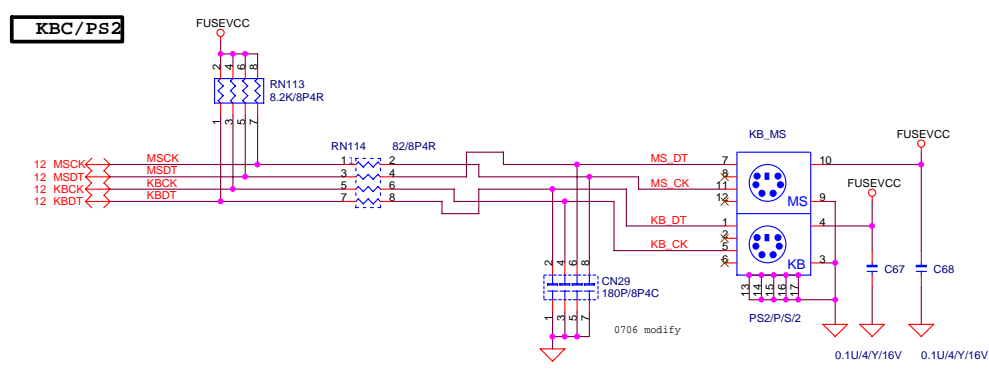 KBC/PS2
FUSEVCC
2 4 6 8
RN113
8.2K/8P4R
1 3 5 7
KB_MS
FUSEVCC
RN114 82/8P4R
12 MSCK MSCK 1 2 MS_DT 7 10
12 MSDT MSDT 3 4 8
12 KBCK KBCK 5 6 MS_CK 11
12 KBDT KBDT 7 8 12 MS 9
FUSEVCC
KB_DT 1 4
2
KB_CK 5
6 KB 3
2 4 6 8
CN29
180P/8P4C
1 3 5 7
13 14 15 16 17
C67 C68
PS2/P/S/2
0706 modify
0.1U/4/Y/16V 0.1U/4/Y/16V